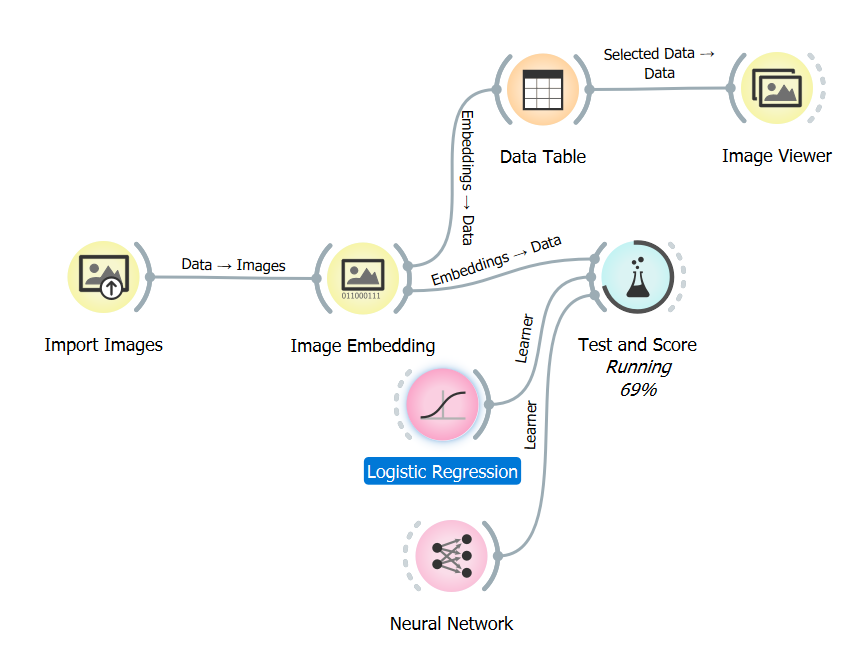 Selected Data → Data
Data Table
Image Viewer
Embeddings → Data
Data → Images
Embeddings → Data
011000111
Import Images
Image Embedding
Test and Score
Running
69%
Learner
Learner
Logistic Regression
Neural Network